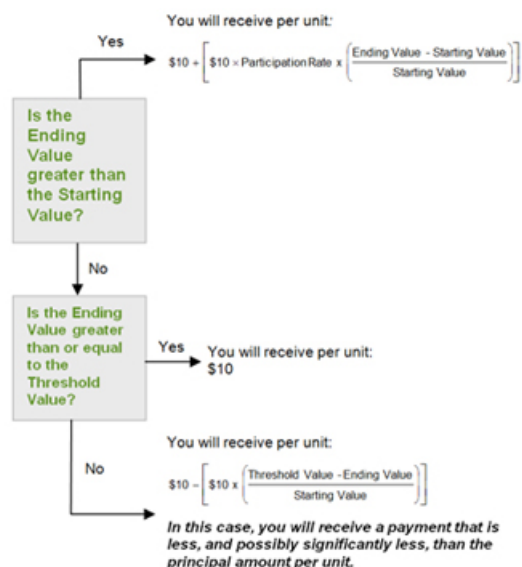 You will receive per unit:
Yes
$10 + [$10 × Participation Rate x (Ending Value - Starting Value / Starting Value)]
Is the
Ending
Value
greater than
the Starting
Value?
No
Is the Ending
Value greater
than or equal
to the
Threshold
Value?
Yes
You will receive per unit:
$10
You will receive per unit:
No
$10 – [$10 x (Threshold Value - Ending Value / Starting Value)]
In this case, you will receive a payment that is
less, and possibly significantly less, than the
principal amount per unit.